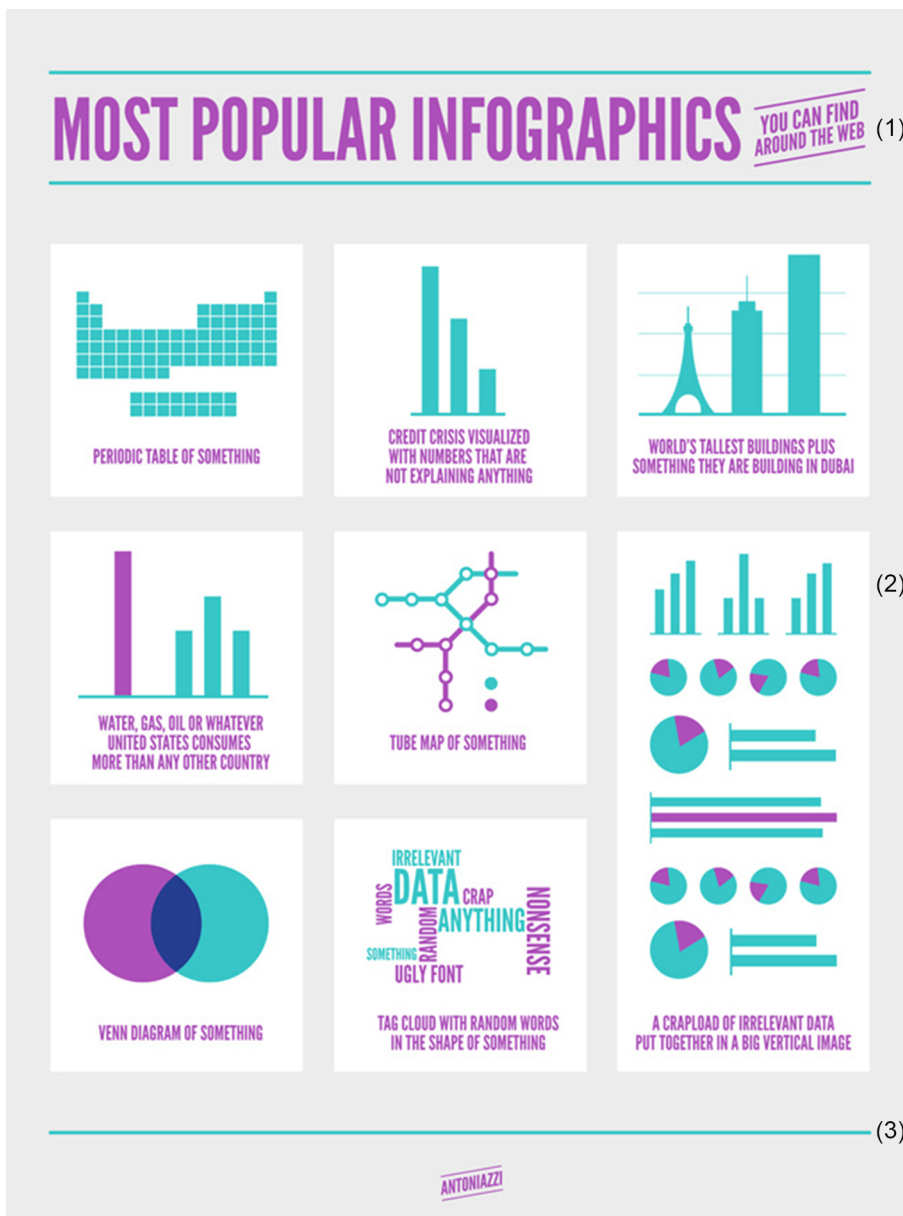 MOST POPULAR INFOGRAPHICS
YOU CAN FIND
AROUND THE WEB
(1)
PERIODIC TABLE OF SOMETHING
CREDIT CRISIS VISUALIZED
WITH NUMBERS THAT ARE
NOT EXPLAINING ANYTHING
WORLD'S TALLEST BUILDINGS PLUS
SOMETHING THEY ARE BUILDING IN DUBAI
(2)
WATER, GAS, OIL OR WHATEVER
UNITED STATES CONSUMES
MORE THAN ANY OTHER COUNTRY
TUBE MAP OF SOMETHING
VENN DIAGRAM OF SOMETHING
IRRELEVANT
DATA
WORDS
CRAP
RANDOM
ANYTHING
NONSENSE
SOMETHING
UGLY FONT
TAG CLOUD WITH RANDOM WORDS
IN THE SHAPE OF SOMETHING
A CRAPLOAD OF IRRELEVANT DATA
PUT TOGETHER IN A BIG VERTICAL IMAGE
(3)
ANTONIAZZI